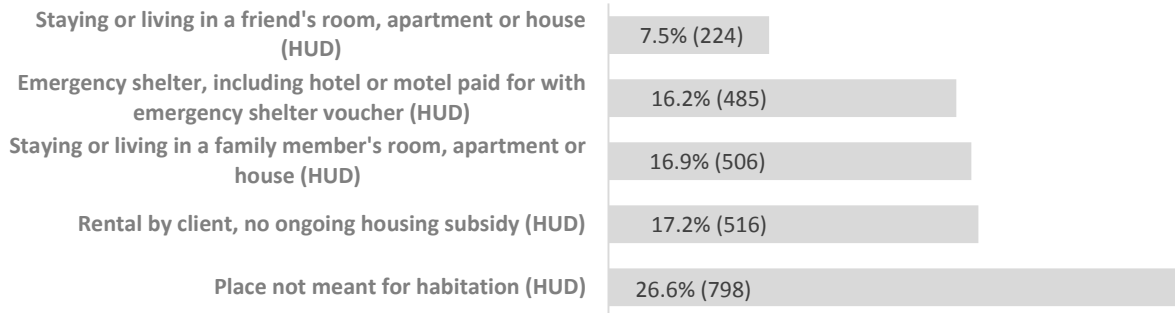 Staying or living in a friend's room, apartment or house
(HUD)
7.5% (224)
Emergency shelter, including hotel or motel paid for with
emergency shelter voucher (HUD)
16.2% (485)
Staying or living in a family member's room, apartment or
house (HUD)
16.9% (506)
Rental by client, no ongoing housing subsidy (HUD)
17.2% (516)
Place not meant for habitation (HUD)
26.6% (798)